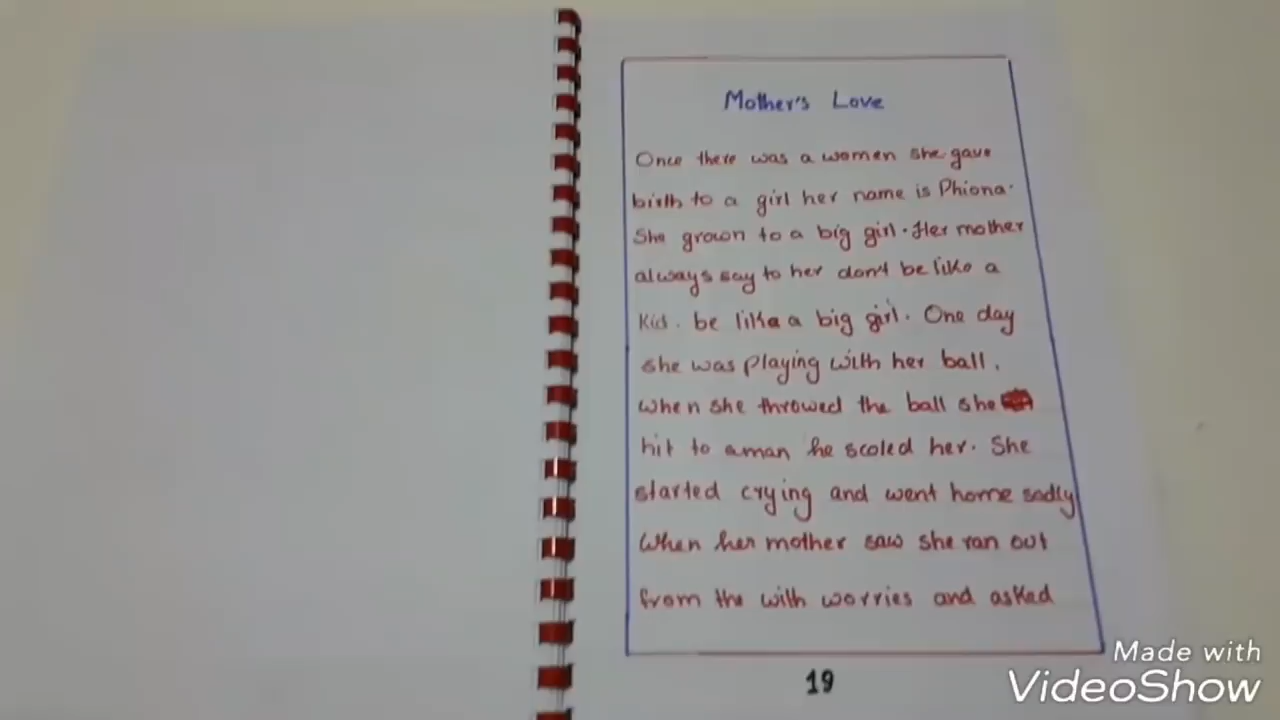 Mother's Love
Once there was a women she gave
birth to a girl her name is Phiona.
She grown to a big girl. Her mother
always say to her don't be like a
Kid. be like a big girl. One day
she was playing with her ball.
When she throwed the ball she
hit to a man he scoled her. She
started crying and went home sadly
When her mother saw she ran out
from the with worries and asked
19
Made with
VideoShow